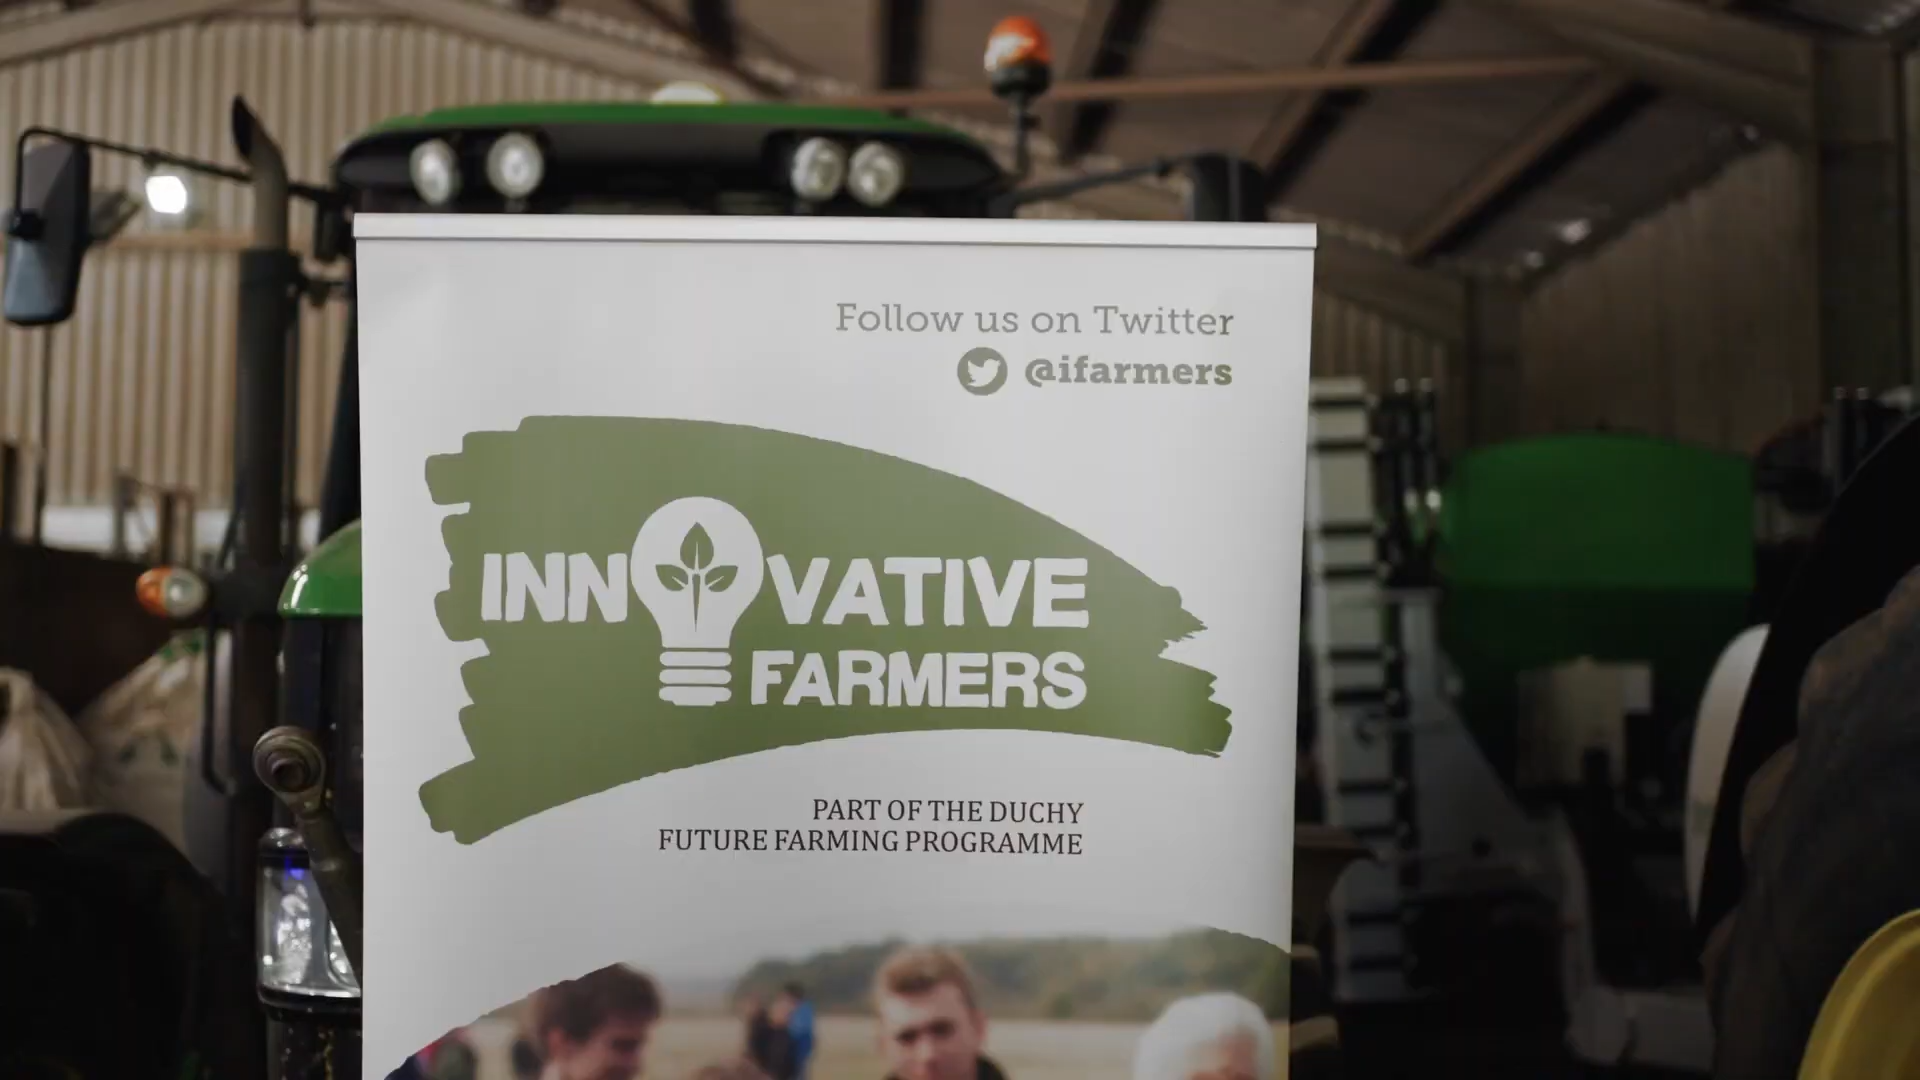 Follow us on Twitter
@ifarmers
INNOVATIVE
FARMERS
PART OF THE DUCHY
FUTURE FARMING PROGRAMME